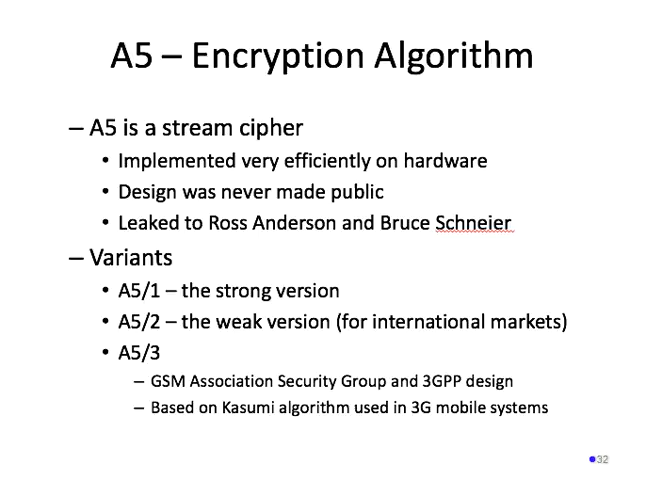 A5 – Encryption Algorithm
– A5 is a stream cipher
• Implemented very efficiently on hardware
• Design was never made public
• Leaked to Ross Anderson and Bruce Schneier
– Variants
• A5/1 – the strong version
• A5/2 – the weak version (for international markets)
• A5/3
– GSM Association Security Group and 3GPP design
– Based on Kasumi algorithm used in 3G mobile systems
•32